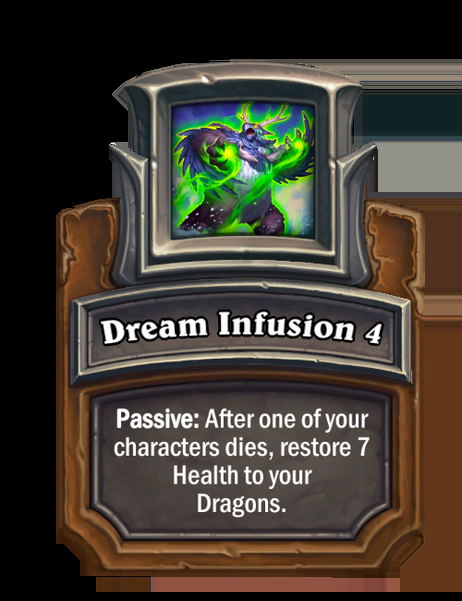 Dream Infusion 4
Passive: After one of your
characters dies, restore 7
Health to your
Dragons.